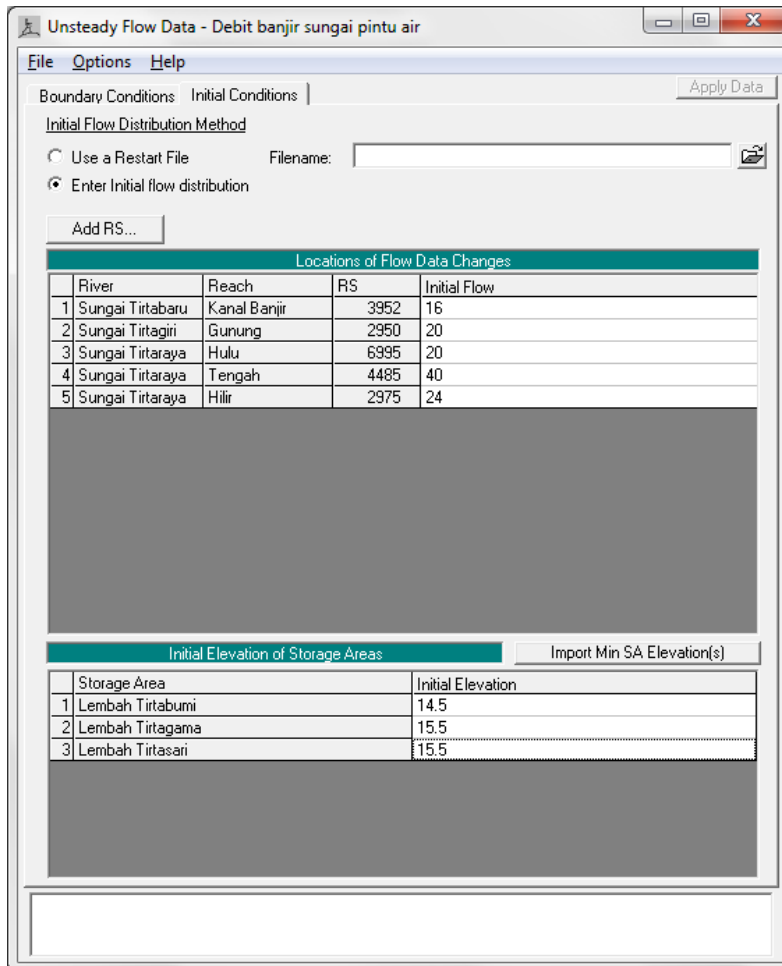 Unsteady Flow Data - Debit banjir sungai pintu air
File Options Help
Boundary Conditions Initial Conditions Apply Data
Initial Flow Distribution Method
Use a Restart File Filename:
Enter Initial flow distribution
Add RS...
Locations of Flow Data Changes
River Reach RS Initial Flow
1 Sungai Tirtabaru Kanal Banjir 3952 16
2 Sungai Tirtagiri Gunung 2950 20
3 Sungai Tirtaraya Hulu 6995 20
4 Sungai Tirtaraya Tengah 4485 40
5 Sungai Tirtaraya Hilir 2975 24
Initial Elevation of Storage Areas Import Min SA Elevation(s)
Storage Area Initial Elevation
1 Lembah Tirtabumi 14.5
2 Lembah Tirtagama 15.5
3 Lembah Tirtasari 15.5